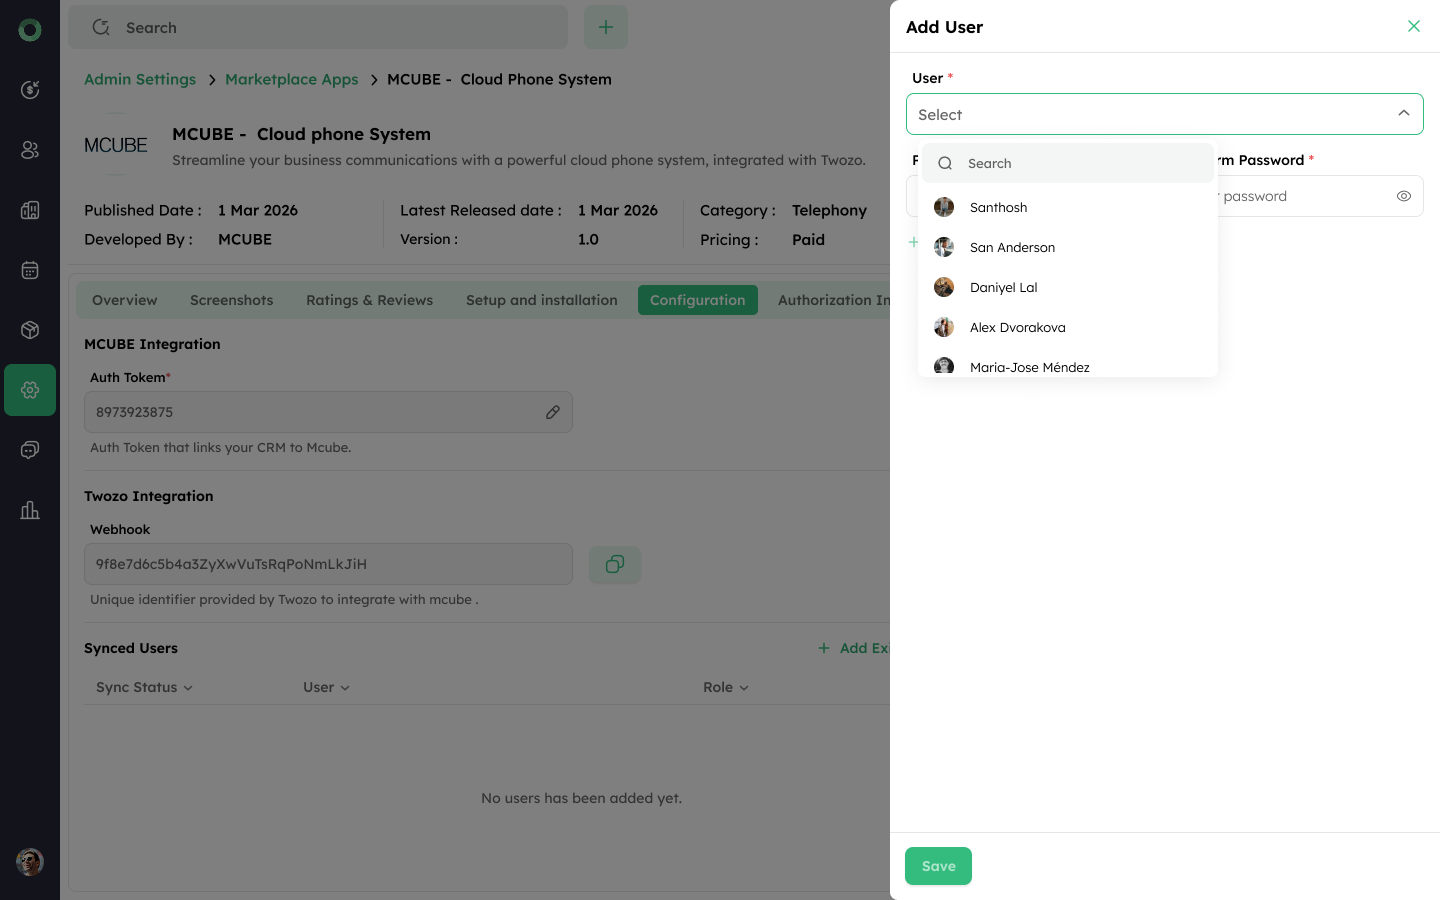 Search
Admin Settings
Marketplace Apps
MCUBE - Cloud Phone System
MCUBE
MCUBE - Cloud phone System
Streamline your business communications with a powerful cloud phone system, integrated with Twozo.
Published Date : 1 Mar 2026
Latest Released date : 1 Mar 2026
Category : Telephony
Developed By : MCUBE
Version : 1.0
Pricing : Paid
Overview
Screenshots
Ratings & Reviews
Setup and installation
Configuration
Authorization
MCUBE Integration
Auth Tokem*
8973923875
Auth Token that links your CRM to Mcube.
Twozo Integration
Webhook
9f8e7d6c5b4a3ZyXwVuTsRqPoNmLkJiH
Unique identifier provided by Twozo to integrate with mcube .
Synced Users
+ Add
Sync Status
User
Role
No users has been added yet.
Add User
User *
Select
Password *
password
Search
Santhosh
San Anderson
Daniyel Lal
Alex Dvorakova
Maria-Jose Méndez
Save